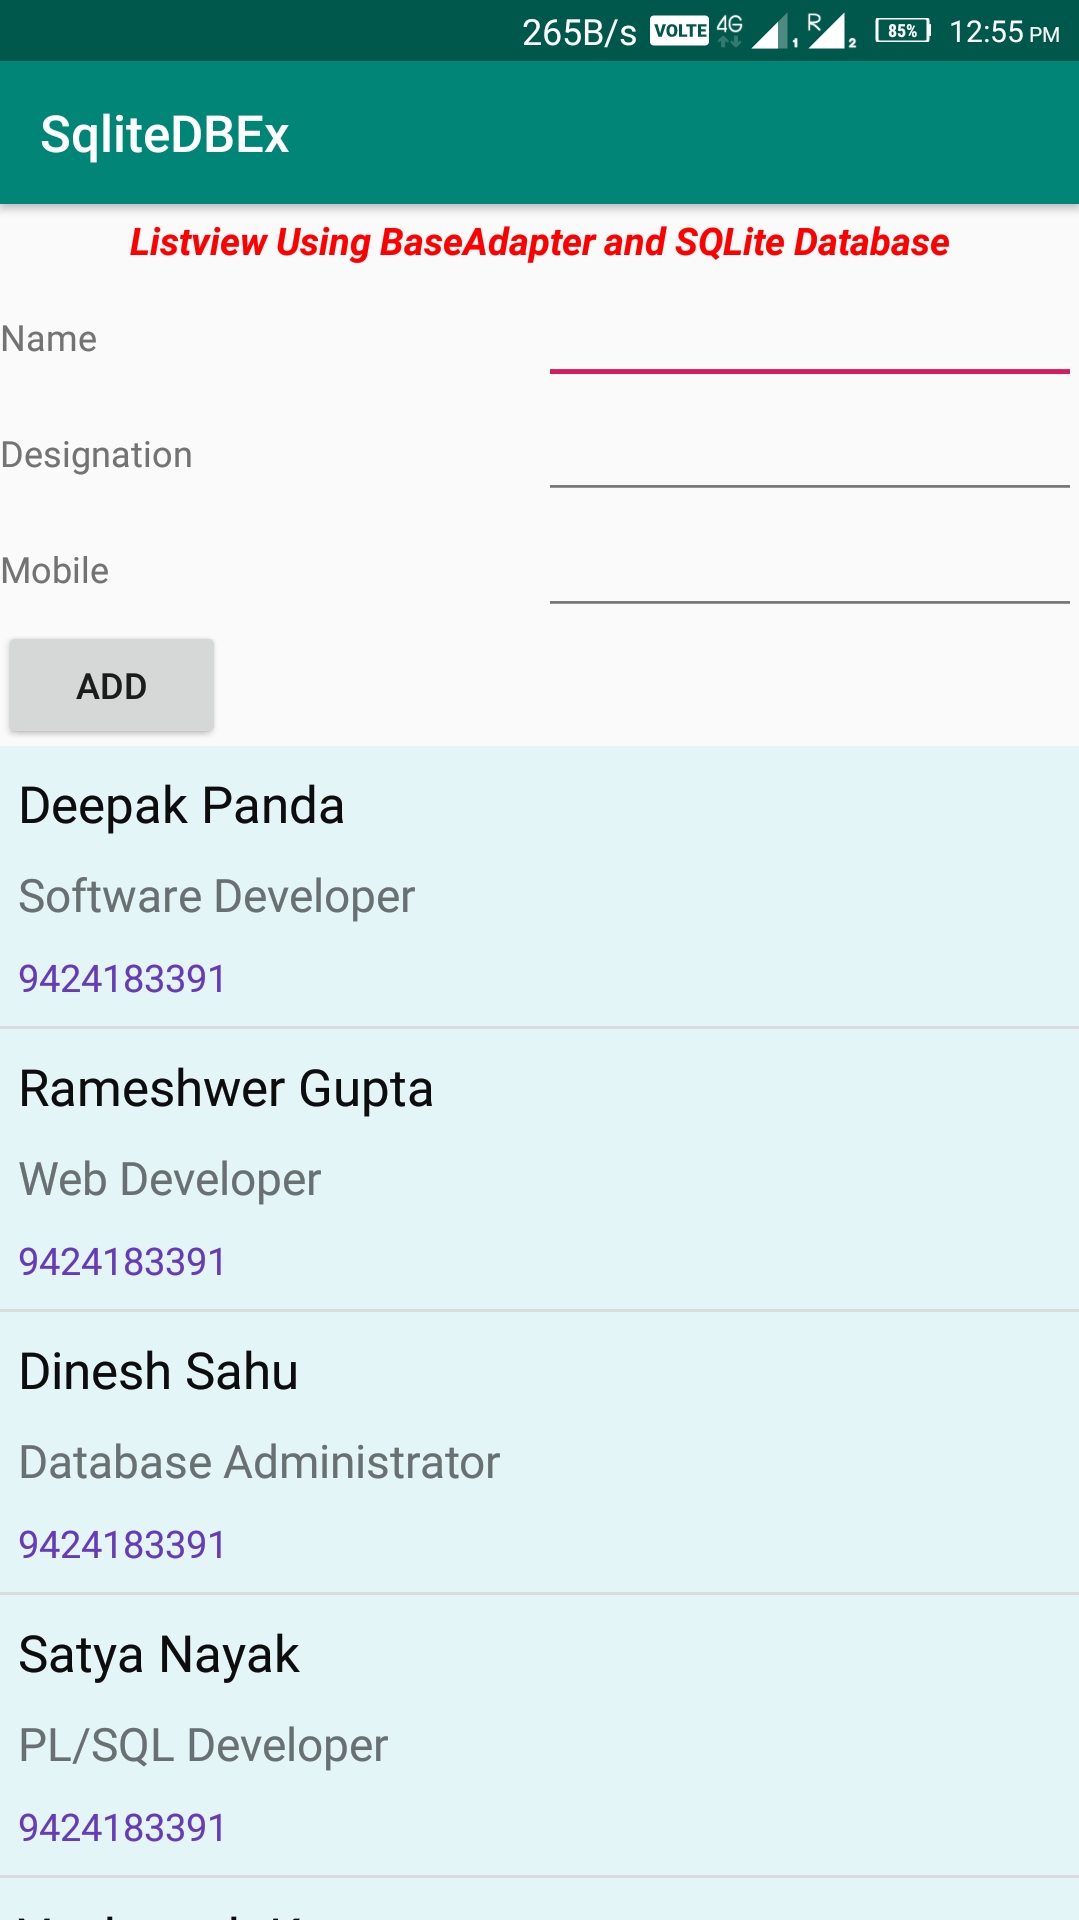 265B/s VOLTE 4G 1 R 2 85% 12:55 PM
SqliteDBEx
Listview Using BaseAdapter and SQLite Database
Name
Designation
Mobile
ADD
Deepak Panda
Software Developer
9424183391
Rameshwer Gupta
Web Developer
9424183391
Dinesh Sahu
Database Administrator
9424183391
Satya Nayak
PL/SQL Developer
9424183391